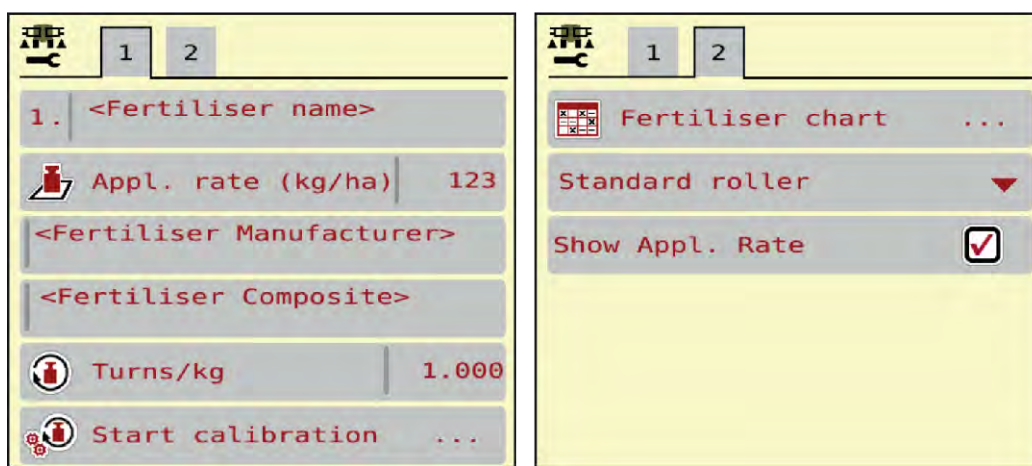 1 2
1. <Fertiliser name>
Appl. rate (kg/ha) 123
<Fertiliser Manufacturer>
<Fertiliser Composite>
Turns/kg 1.000
Start calibration ...
1 2
Fertiliser chart ...
Standard roller
Show Appl. Rate